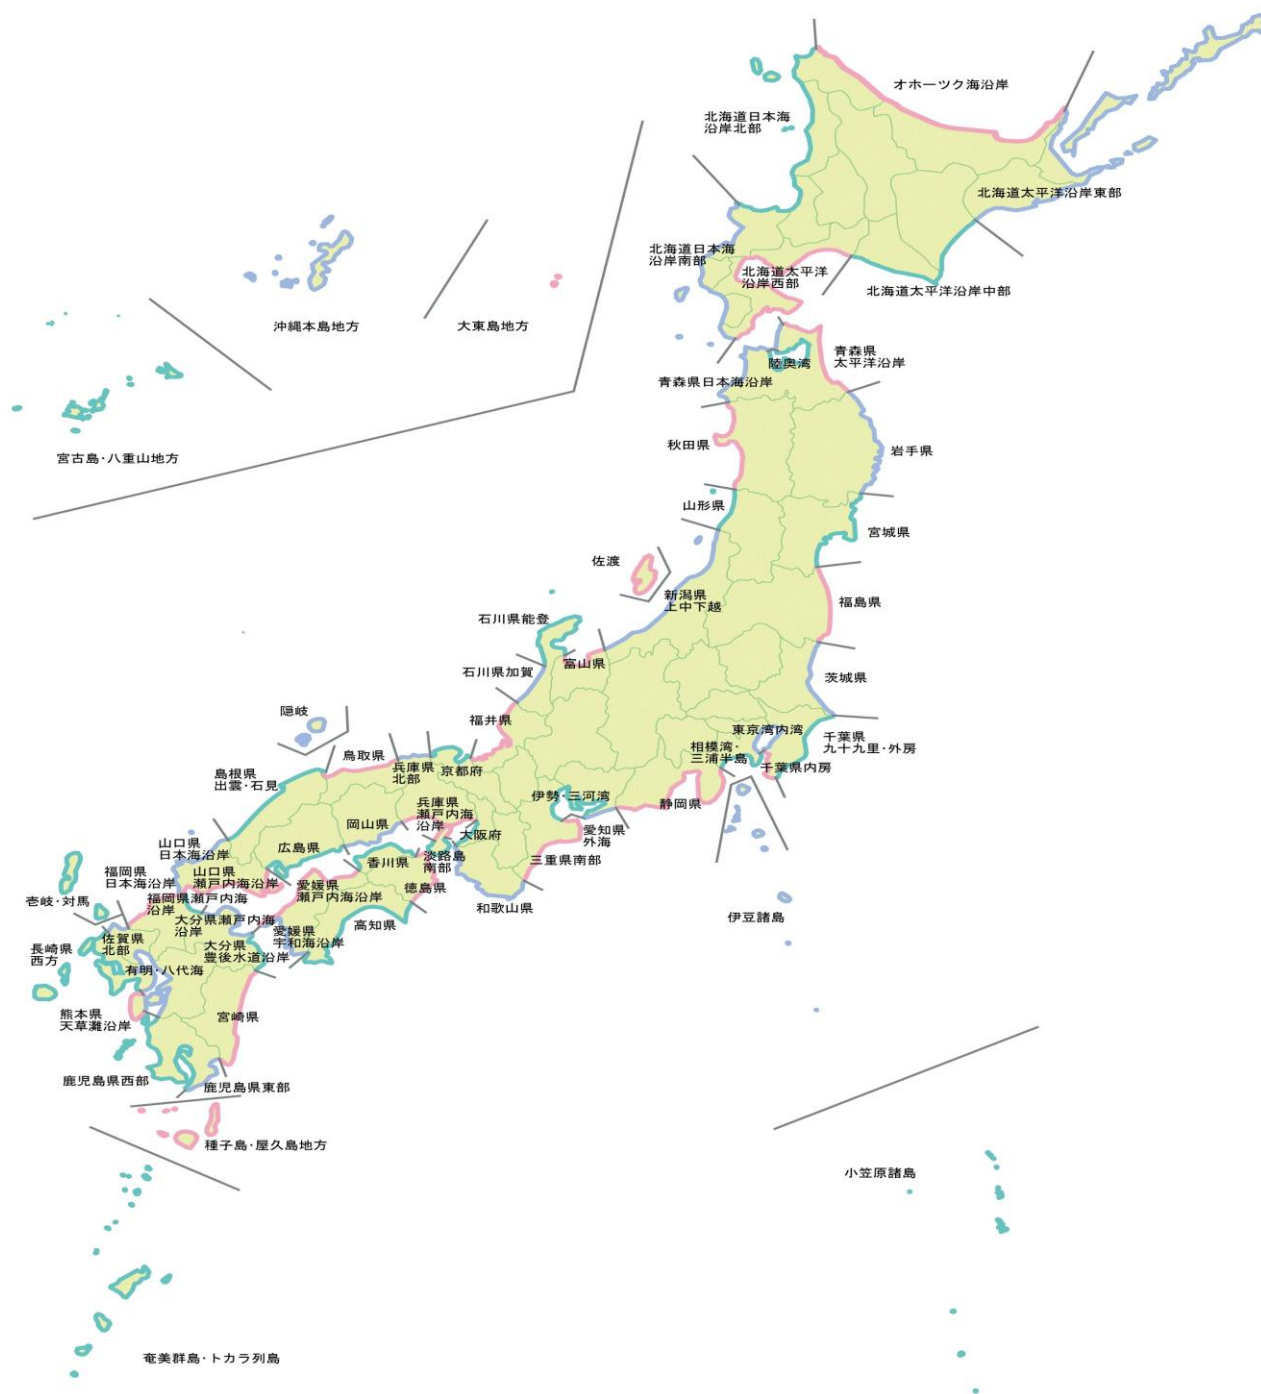 オホーツク海沿岸
北海道日本海
沿岸北部
北海道太平洋沿岸東部
北海道日本海
沿岸南部
北海道太平洋
沿岸西部
北海道太平洋沿岸中部
沖縄本島地方
大東島地方
青森県
太平洋沿岸
陸奥湾
青森県日本海沿岸
秋田県
岩手県
宮古島・八重山地方
山形県
宮城県
佐渡
新潟県
上中下越
福島県
石川県能登
富山県
石川県加賀
茨城県
隠岐
福井県
東京湾内湾
千葉県
九十九里・外房
相模湾・
三浦半島
千葉県内房
鳥取県
兵庫県
北部
京都府
島根県
出雲・石見
伊勢・三河湾
静岡県
兵庫県
瀬戸内海
沿岸
岡山県
大阪府
愛知県
外海
山口県
日本海沿岸
広島県
香川県
淡路島
南部
三重県南部
福岡県
日本海沿岸
山口県
瀬戸内海沿岸
愛媛県
瀬戸内海沿岸
徳島県
壱岐・対馬
福岡県瀬戸内海
沿岸
和歌山県
大分県瀬戸内海
沿岸
高知県
伊豆諸島
佐賀県
北部
愛媛県
宇和海沿岸
長崎県
西方
大分県
豊後水道沿岸
有明・八代海
熊本県
天草灘沿岸
宮崎県
鹿児島県西部
鹿児島県東部
種子島・屋久島地方
小笠原諸島
奄美群島・トカラ列島